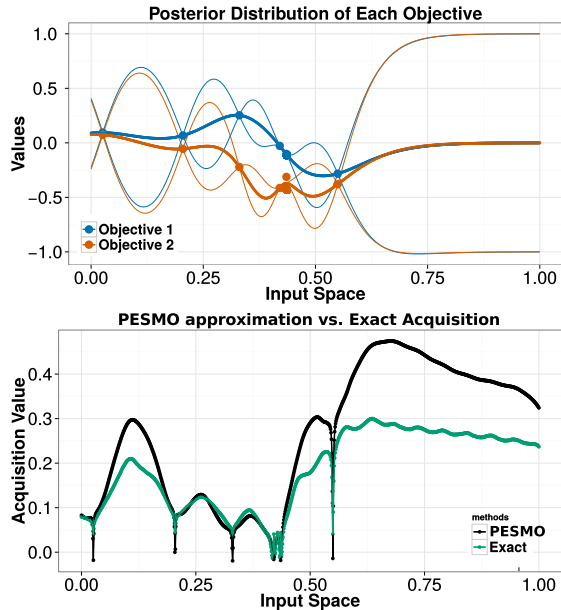 Posterior Distribution of Each Objective
Values
1.0
0.5
0.0
−0.5
−1.0
Objective 1
Objective 2
0.00
0.25
0.50
0.75
1.00
Input Space
PESMO approximation vs. Exact Acquisition
Acquisition Value
0.4
0.3
0.2
0.1
0.0
methods
PESMO
Exact
0.00
0.25
0.50
0.75
1.00
Input Space